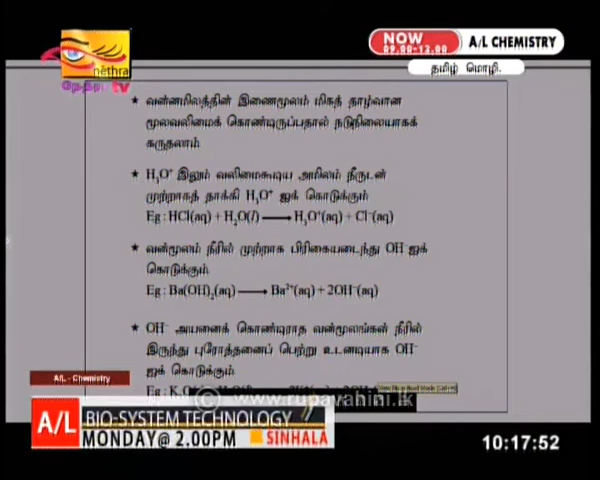 NOW
09.00-12.00
A/L CHEMISTRY
தமிழ் மொழி.
nethra
tv
★ வன்னமிலத்தின் இணைமூலம் மிகத் தாழ்வான
மூலவலிமைக் கொண்டிருப்பதால் நடுநிலையாகக்
கருதலாம்
★ H₃O⁺ இலும் வலிமைகூடிய அமிலம் நீருடன்
முற்றாகத் தாக்கி H₃O⁺ ஐக் கொடுக்கும்
Eg : HCl(aq) + H₂O(l) ⟶ H₃O⁺(aq) + Cl⁻(aq)
★ வன்மூலம் நீரில் முற்றாக பிரிகையடைந்து OH⁻ஐக்
கொடுக்கும்
Eg : Ba(OH)₂(aq) ⟶ Ba²⁺(aq) + 2OH⁻(aq)
★ OH⁻ அயனைக் கொண்டிராத வன்மூலங்கள் நீரில்
இருந்து புரோத்தனைப் பெற்று உடனடியாக OH⁻
ஐக் கொடுக்கும்
A/L - Chemistry
Eg :
© www.rupavahini.lk
A/L
BIO-SYSTEM TECHNOLOGY
MONDAY@ 2.00PM
SINHALA
10:17:52